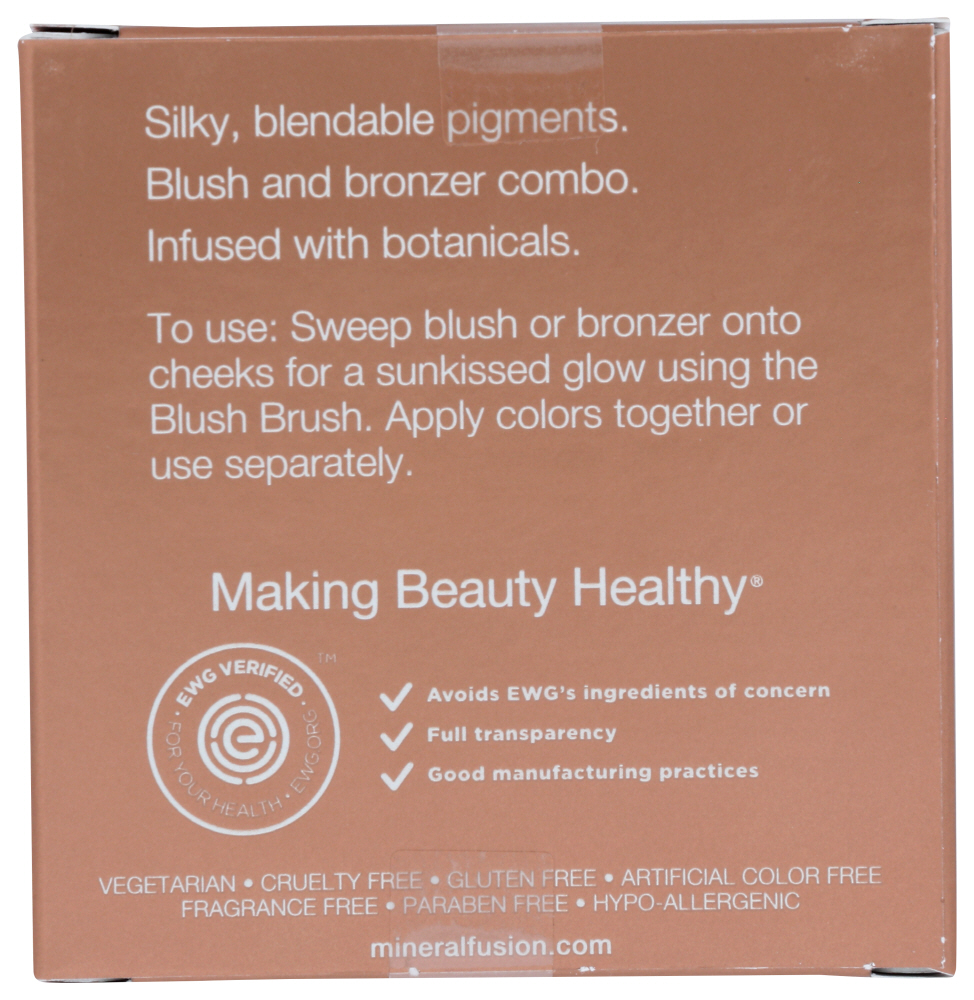 Silky, blendable pigments.
Blush and bronzer combo.
Infused with botanicals.
To use: Sweep blush or bronzer onto
cheeks for a sunkissed glow using the
Blush Brush. Apply colors together or
use separately.
Making Beauty Healthy®
EWG VERIFIED ™
• FOR YOUR HEALTH • EWG.ORG •
Avoids EWG's ingredients of concern
Full transparency
Good manufacturing practices
VEGETARIAN • CRUELTY FREE • GLUTEN FREE • ARTIFICIAL COLOR FREE
FRAGRANCE FREE • PARABEN FREE • HYPO-ALLERGENIC
mineralfusion.com